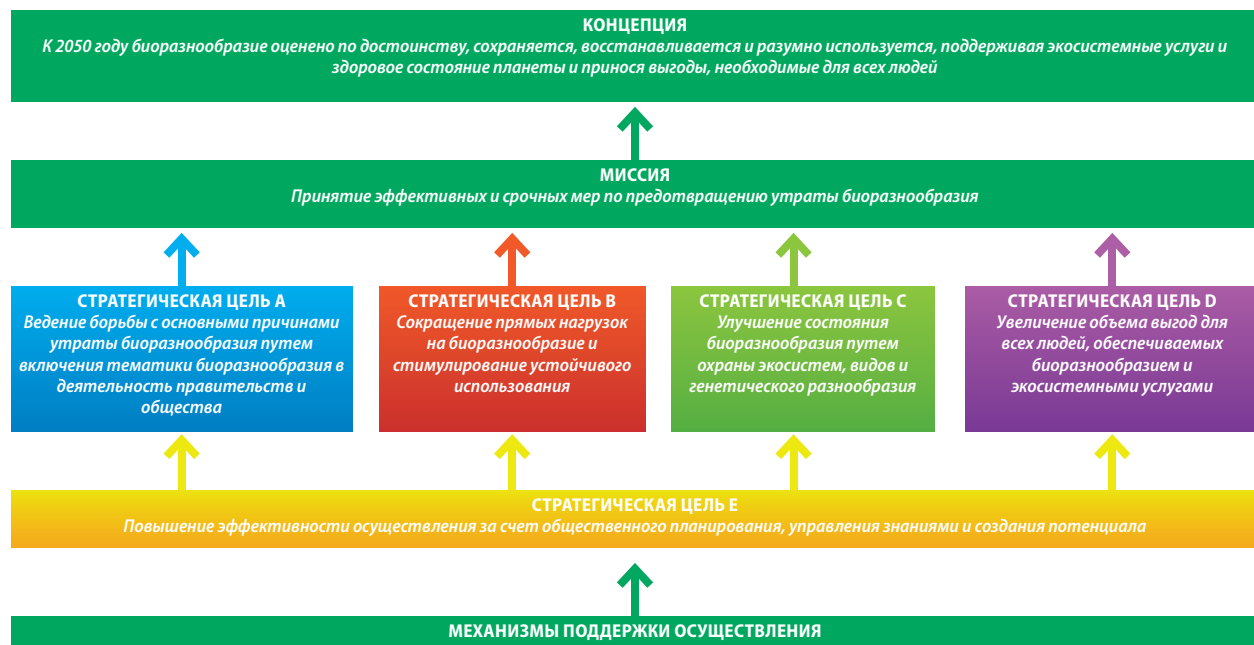 КОНЦЕПЦИЯ
К 2050 году биоразнообразие оценено по достоинству, сохраняется, восстанавливается и разумно используется, поддерживая экосистемные услуги и
здоровое состояние планеты и принося выгоды, необходимые для всех людей
МИССИЯ
Принятие эффективных и срочных мер по предотвращению утраты биоразнообразия
СТРАТЕГИЧЕСКАЯ ЦЕЛЬ A
Ведение борьбы с основными причинами
утраты биоразнообразия путем
включения тематики биоразнообразия в
деятельность правительств и
общества
СТРАТЕГИЧЕСКАЯ ЦЕЛЬ B
Сокращение прямых нагрузок
на биоразнообразие и
стимулирование устойчивого
использования
СТРАТЕГИЧЕСКАЯ ЦЕЛЬ C
Улучшение состояния
биоразнообразия путем
охраны экосистем, видов и
генетического разнообразия
СТРАТЕГИЧЕСКАЯ ЦЕЛЬ D
Увеличение объема выгод для
всех людей, обеспечиваемых
биоразнообразием и
экосистемными услугами
СТРАТЕГИЧЕСКАЯ ЦЕЛЬ E
Повышение эффективности осуществления за счет общественного планирования, управления знаниями и создания потенциала
МЕХАНИЗМЫ ПОДДЕРЖКИ ОСУЩЕСТВЛЕНИЯ